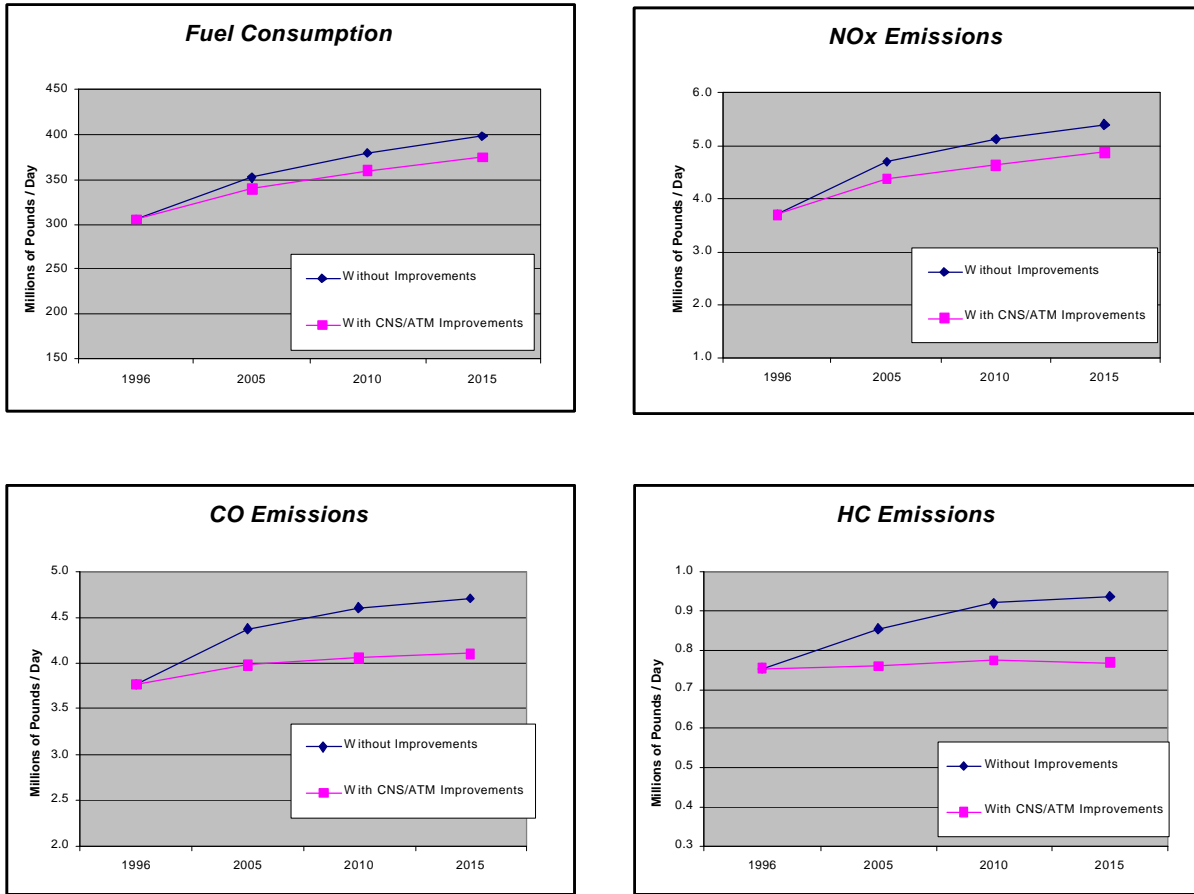 Fuel Consumption
Millions of Pounds / Day
450
400
350
300
250
200
150
1996 2005 2010 2015
Without Improvements
With CNS/ATM Improvements
NOx Emissions
Millions of Pounds / Day
6.0
5.0
4.0
3.0
2.0
1.0
1996 2005 2010 2015
Without Improvements
With CNS/ATM Improvements
CO Emissions
Millions of Pounds / Day
5.0
4.5
4.0
3.5
3.0
2.5
2.0
1996 2005 2010 2015
Without Improvements
With CNS/ATM Improvements
HC Emissions
Millions of Pounds / Day
1.0
0.9
0.8
0.7
0.6
0.5
0.4
0.3
1996 2005 2010 2015
Without Improvements
With CNS/ATM Improvements